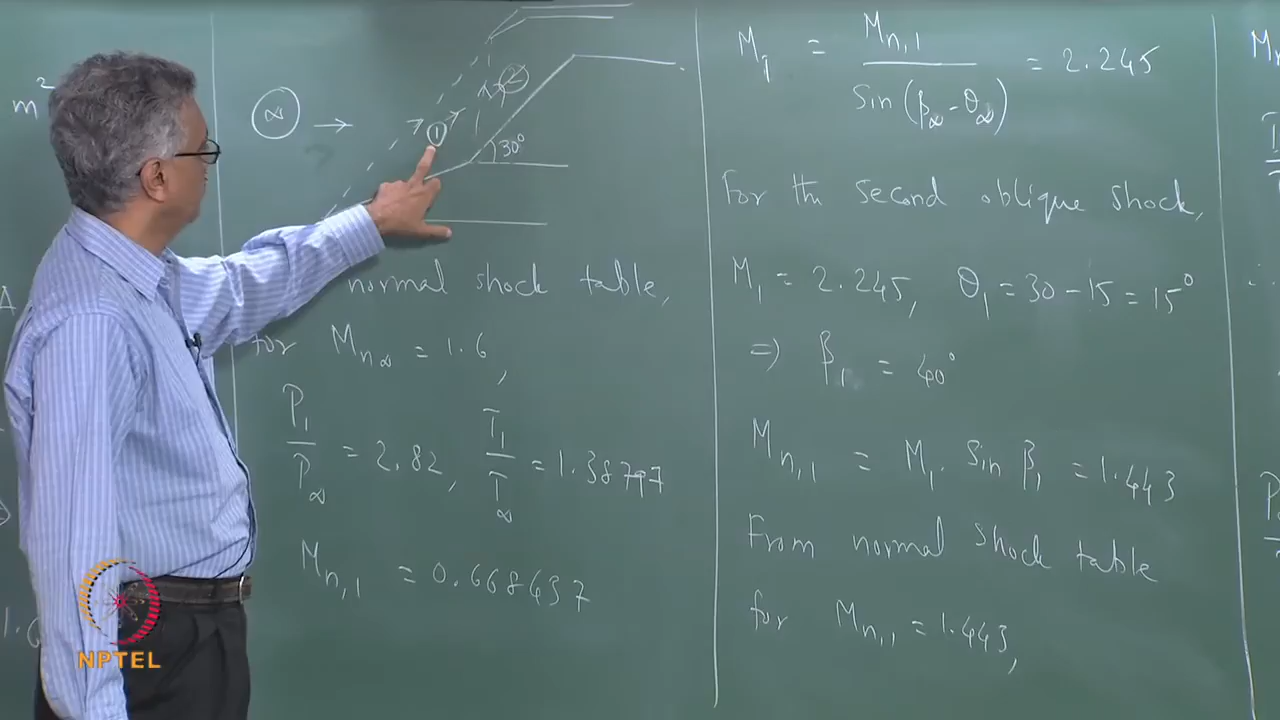 m²
∞
1
2
30°
normal shock table,
for M_n∞ = 1.6,
P₁/P∞ = 2.82, T₁/T∞ = 1.38797
M_n,1 = 0.668437
M₁ = M_n,1 / Sin(β∞-θ∞) = 2.245
For the second oblique shock,
M₁ = 2.245, θ₁ = 30-15 = 15°
⇒ β₁ = 40°
M_n,1 = M₁. Sin β₁ = 1.443
From normal shock table
for M_n,1 = 1.443,
NPTEL